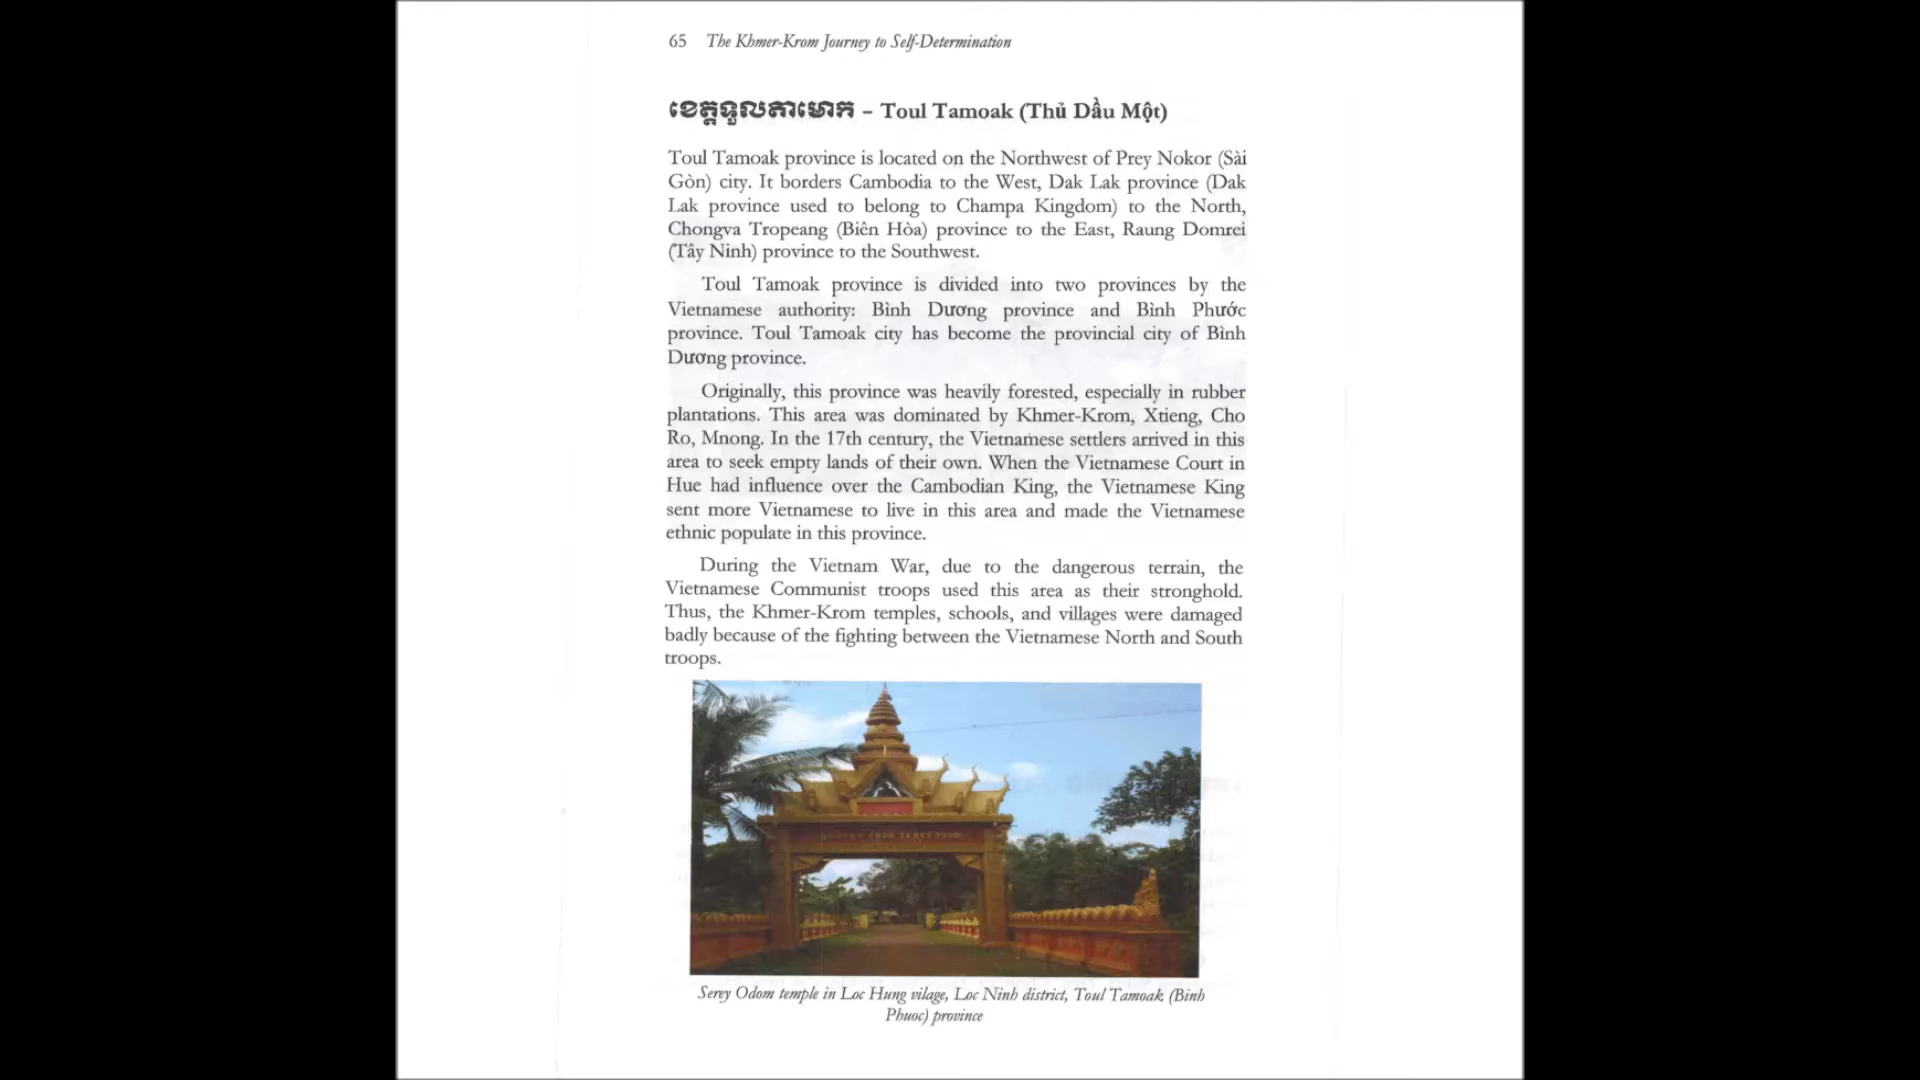 65 The Khmer-Krom Journey to Self-Determination
ខេត្តទួលតាមោក – Toul Tamoak (Thủ Dầu Một)
Toul Tamoak province is located on the Northwest of Prey Nokor (Sài
Gòn) city. It borders Cambodia to the West, Dak Lak province (Dak
Lak province used to belong to Champa Kingdom) to the North,
Chongva Tropeang (Biên Hòa) province to the East, Raung Domrei
(Tây Ninh) province to the Southwest.
Toul Tamoak province is divided into two provinces by the
Vietnamese authority: Bình Dương province and Bình Phước
province. Toul Tamoak city has become the provincial city of Bình
Dương province.
Originally, this province was heavily forested, especially in rubber
plantations. This area was dominated by Khmer-Krom, Xtieng, Cho
Ro, Mnong. In the 17th century, the Vietnamese settlers arrived in this
area to seek empty lands of their own. When the Vietnamese Court in
Hue had influence over the Cambodian King, the Vietnamese King
sent more Vietnamese to live in this area and made the Vietnamese
ethnic populate in this province.
During the Vietnam War, due to the dangerous terrain, the
Vietnamese Communist troops used this area as their stronghold.
Thus, the Khmer-Krom temples, schools, and villages were damaged
badly because of the fighting between the Vietnamese North and South
troops.
Serey Odom temple in Loc Hung vilage, Loc Ninh district, Toul Tamoak (Binh
Phuoc) province